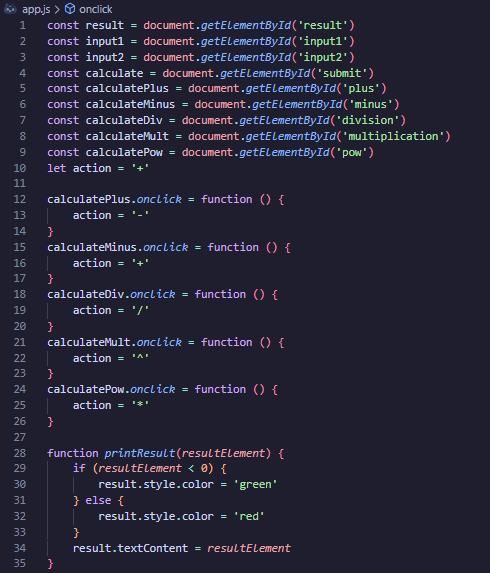 app.js > onclick
1 const result = document.getElementById('result')
2 const input1 = document.getElementById('input1')
3 const input2 = document.getElementById('input2')
4 const calculate = document.getElementById('submit')
5 const calculatePlus = document.getElementById('plus')
6 const calculateMinus = document.getElementById('minus')
7 const calculateDiv = document.getElementById('division')
8 const calculateMult = document.getElementById('multiplication')
9 const calculatePow = document.getElementById('pow')
10 let action = '+'
11
12 calculatePlus.onclick = function () {
13     action = '-'
14 }
15 calculateMinus.onclick = function () {
16     action = '+'
17 }
18 calculateDiv.onclick = function () {
19     action = '/'
20 }
21 calculateMult.onclick = function () {
22     action = '^'
23 }
24 calculatePow.onclick = function () {
25     action = '*'
26 }
27
28 function printResult(resultElement) {
29     if (resultElement < 0) {
30         result.style.color = 'green'
31     } else {
32         result.style.color = 'red'
33     }
34     result.textContent = resultElement
35 }